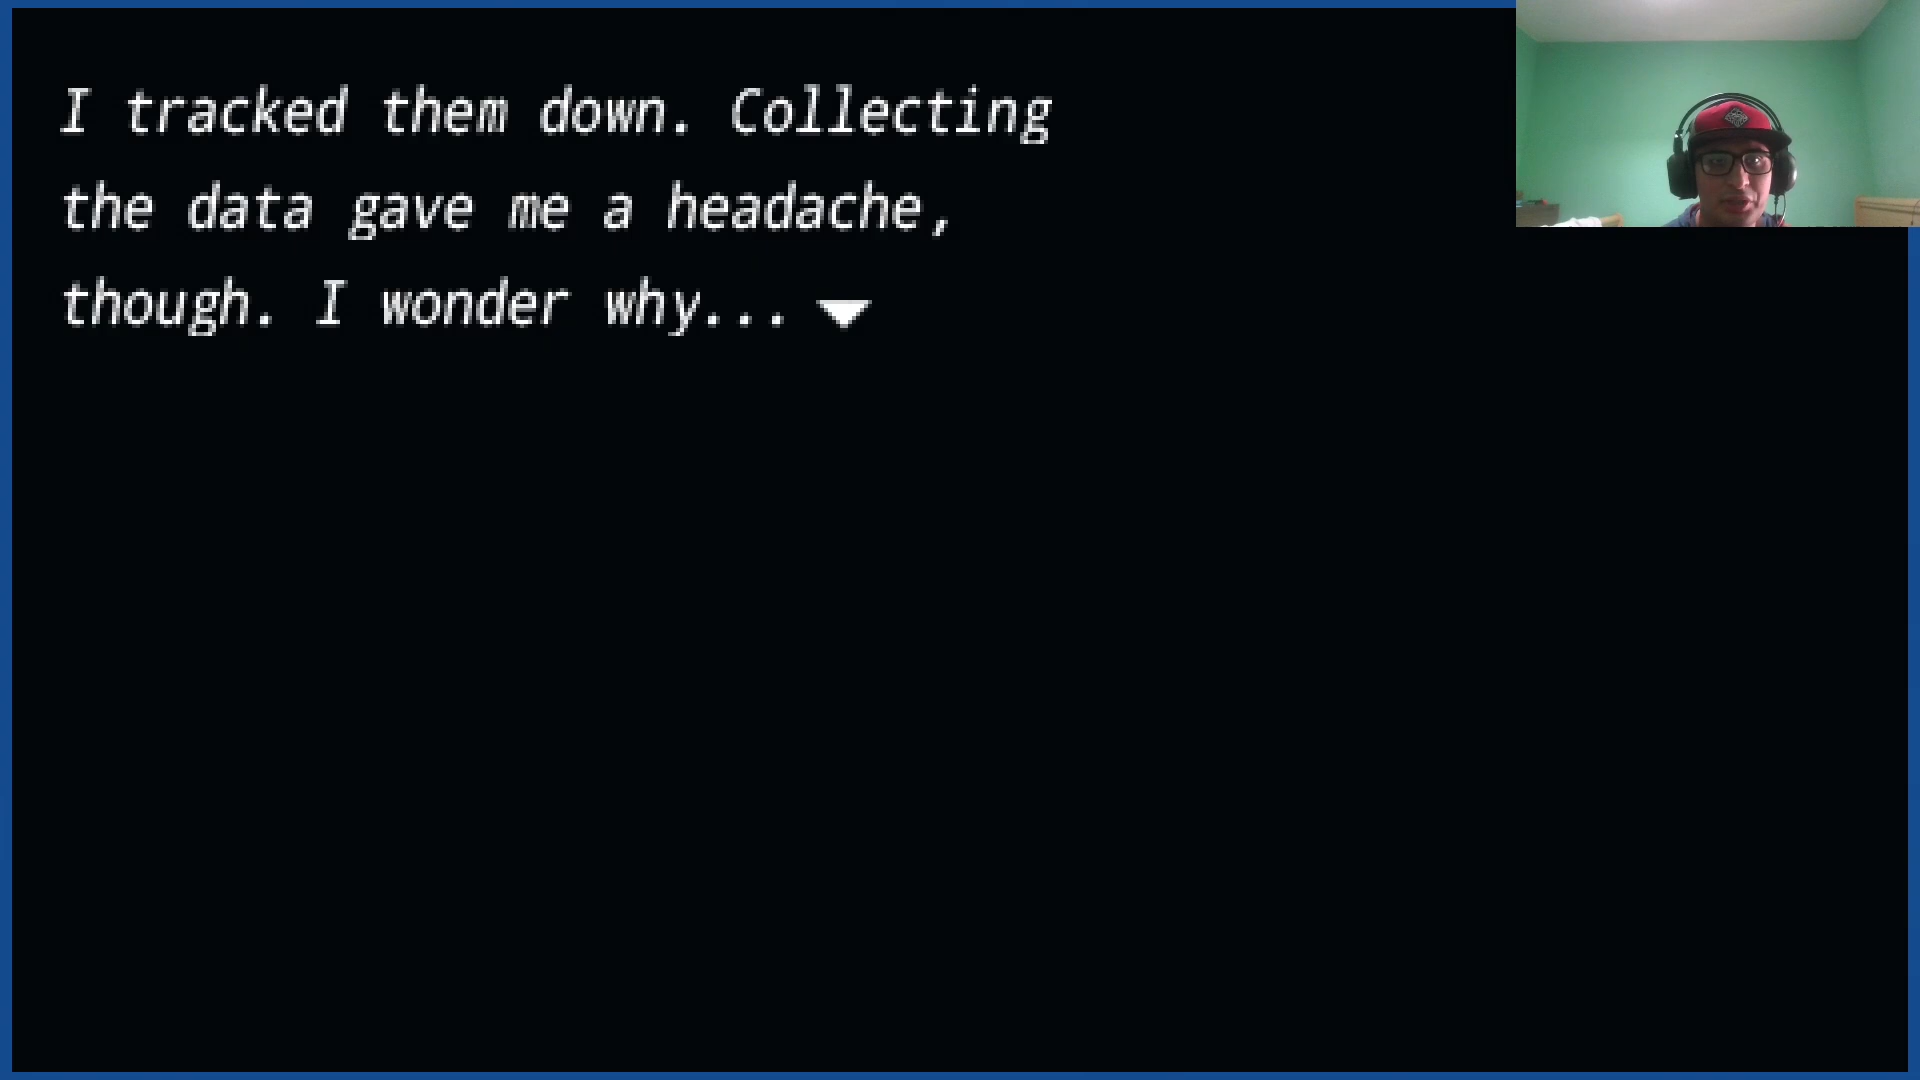 I tracked them down. Collecting
the data gave me a headache,
though. I wonder why...